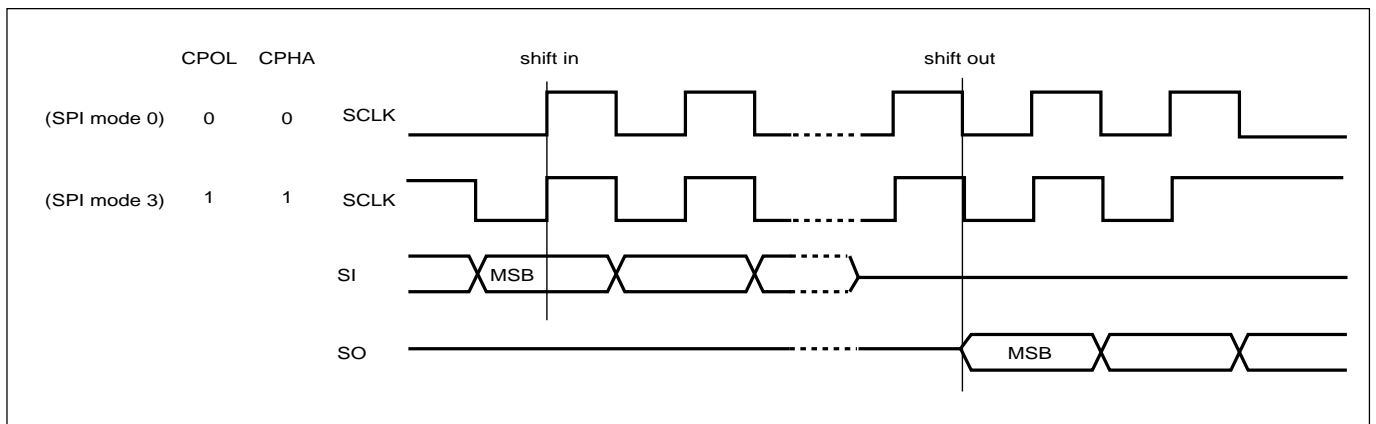 CPOL CPHA shift in shift out
(SPI mode 0) 0 0 SCLK
(SPI mode 3) 1 1 SCLK
SI MSB
SO MSB